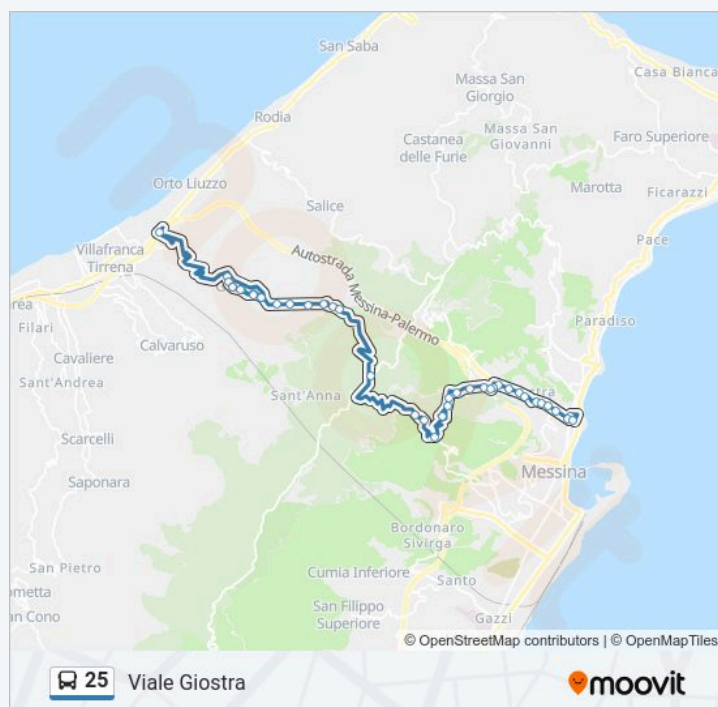 San Saba
Massa San
Giorgio
Casa Bianca
Rodia
Castanea
delle Furie
Massa San
Giovanni
Faro Superiore
Orto Liuzzo
Marotta
Ficarazzi
Salice
Pace
Villafranca
Tirrena
Autostrada Messina-Palermo
Paradiso
Filari
Calvaruso
Cavaliere
Sant'Andrea
Sant'Anna
Scarcelli
Messina
Saponara
Bordonaro
Sivirga
San Pietro
Cumia Inferiore
Santo
San Filippo
Superiore
Gazzi
© OpenStreetMap contributors | © OpenMapTiles
25 Viale Giostra
moovit